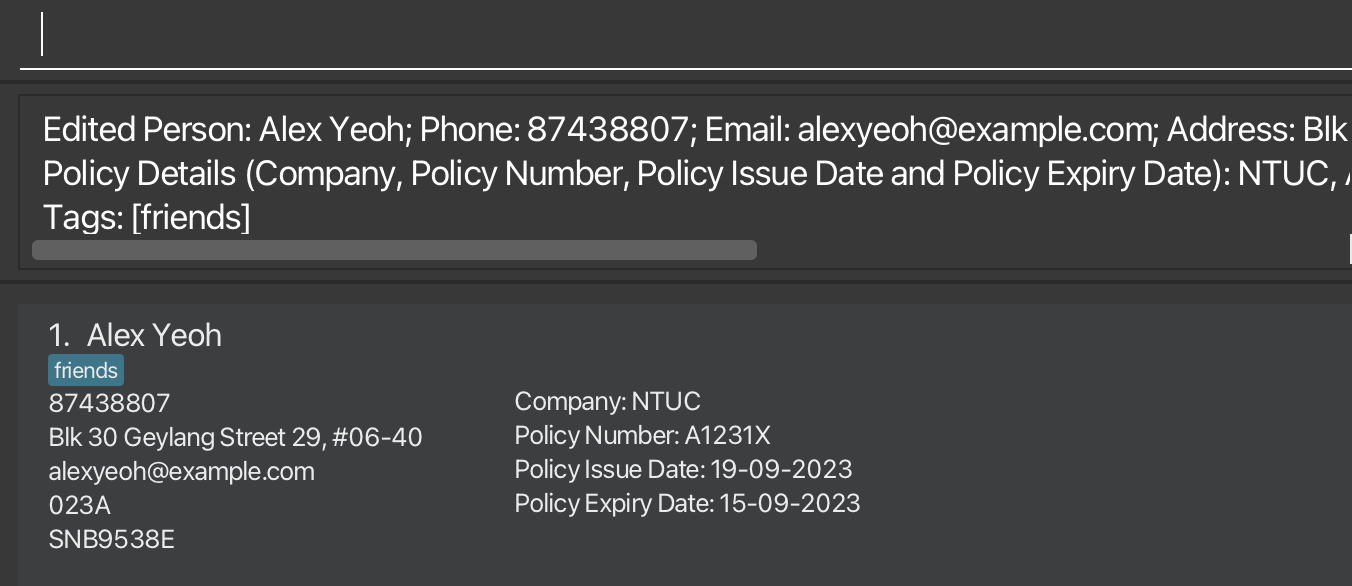 Edited Person: Alex Yeoh; Phone: 87438807; Email: alexyeoh@example.com; Address: Blk
Policy Details (Company, Policy Number, Policy Issue Date and Policy Expiry Date): NTUC,
Tags: [friends]
1. Alex Yeoh
friends
87438807
Blk 30 Geylang Street 29, #06-40
alexyeoh@example.com
023A
SNB9538E
Company: NTUC
Policy Number: A1231X
Policy Issue Date: 19-09-2023
Policy Expiry Date: 15-09-2023